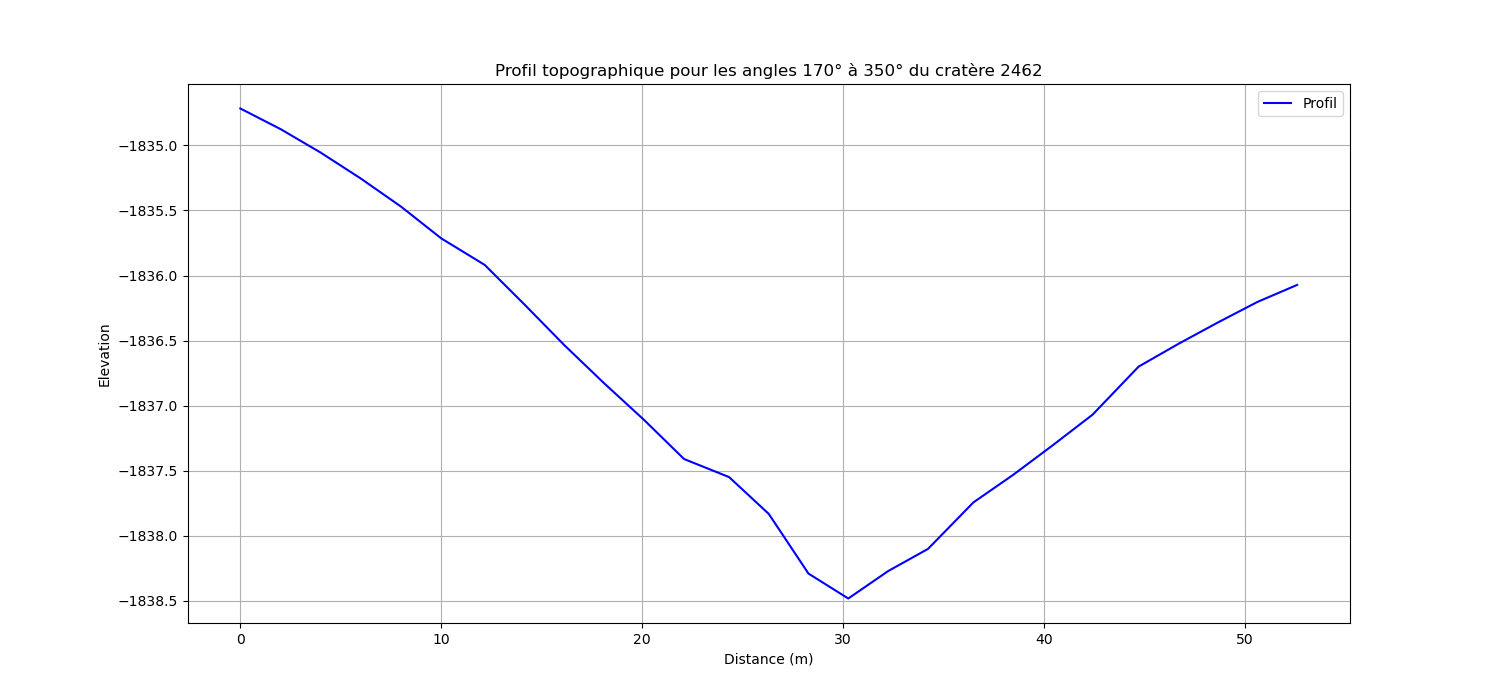 Profil topographique pour les angles 170° à 350° du cratère 2462
Profil
−1835.0
−1835.5
−1836.0
−1836.5
−1837.0
−1837.5
−1838.0
−1838.5
Elevation
0 10 20 30 40 50
Distance (m)